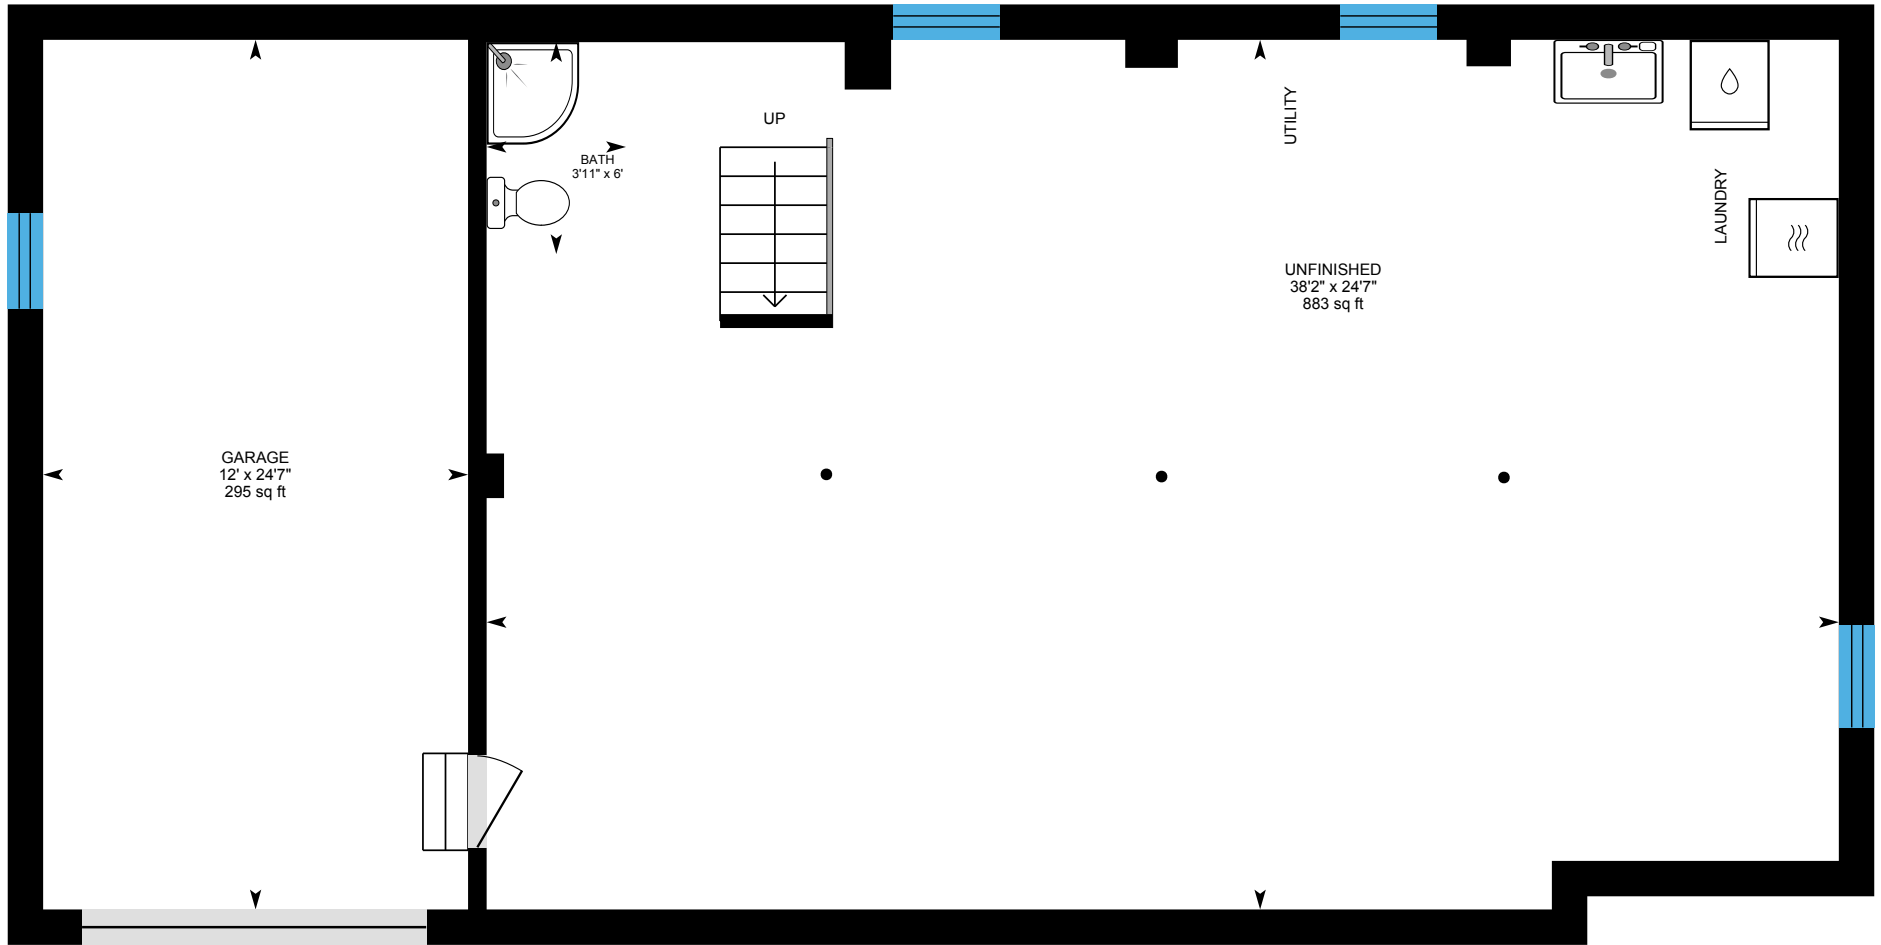 UP
UTILITY
BATH
3'11" x 6'
LAUNDRY
UNFINISHED
38'2" x 24'7"
883 sq ft
GARAGE
12' x 24'7"
295 sq ft